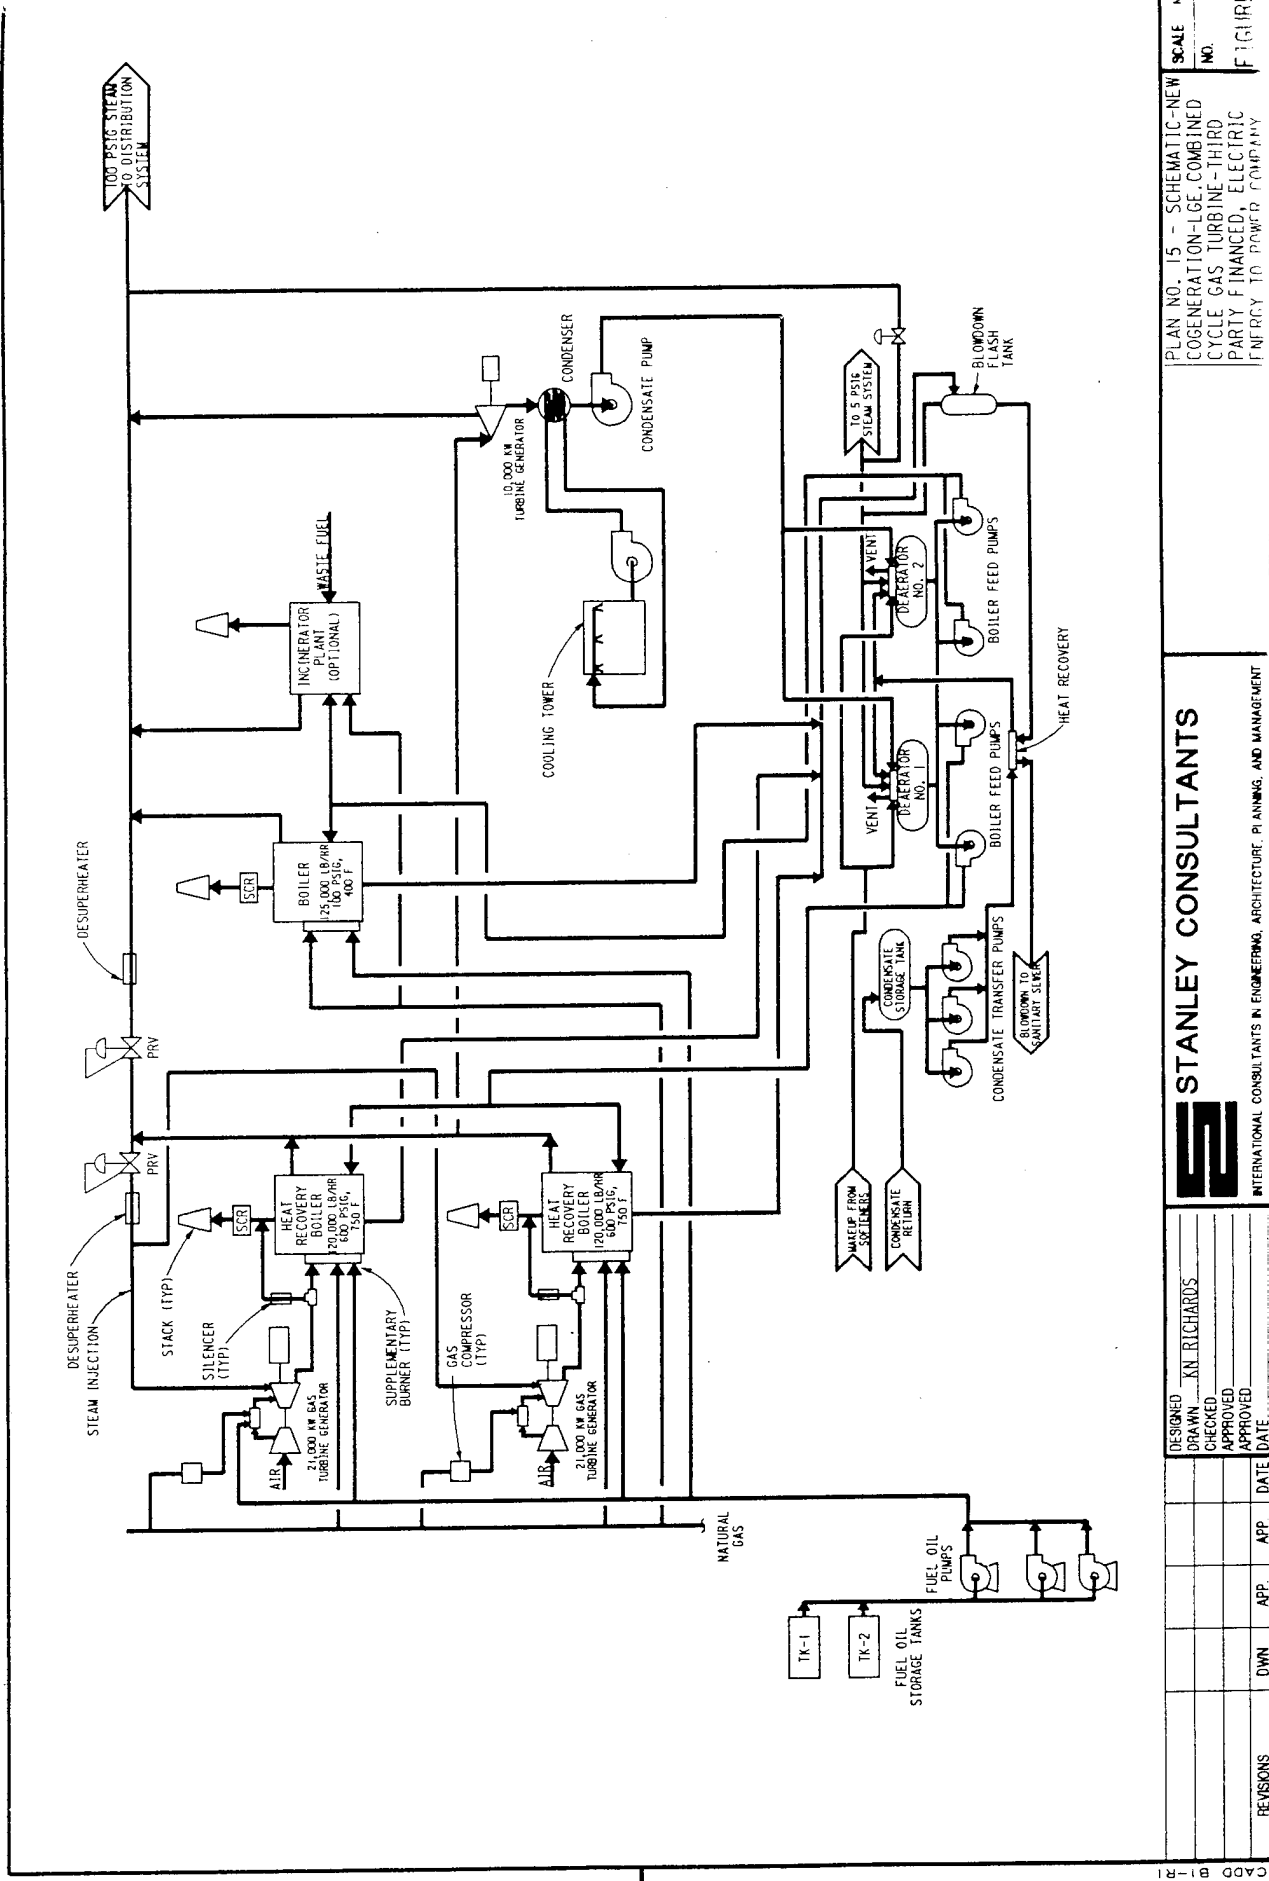 100 PSIG STEAM
TO DISTRIBUTION
SYSTEM
DESUPERHEATER
PRV
PRV
DESUPERHEATER
STEAM INJECTION
STACK (TYP)
SILENCER
(TYP)
SCR
HEAT
RECOVERY
BOILER
120,000 LB/HR
600 PSIG,
750 F
SUPPLEMENTARY
BURNER (TYP)
AIR
21,000 KW GAS
TURBINE GENERATOR
GAS
COMPRESSOR
(TYP)
SCR
HEAT
RECOVERY
BOILER
120,000 LB/HR
600 PSIG,
750 F
AIR
21,000 KW GAS
TURBINE GENERATOR
NATURAL
GAS
SCR
BOILER
125,000 LB/HR
100 PSIG,
400 F
INCINERATOR
PLANT
(OPTIONAL)
WASTE FUEL
10,000 KW
TURBINE GENERATOR
CONDENSER
CONDENSATE PUMP
COOLING TOWER
TO 5 PSIG
STEAM SYSTEM
BLOWDOWN
FLASH
TANK
VENT
DEAERATOR
NO. 2
VENT
DEAERATOR
NO. 1
BOILER FEED PUMPS
BOILER FEED PUMPS
HEAT RECOVERY
CONDENSATE
STORAGE TANK
CONDENSATE TRANSFER PUMPS
BLOWDOWN TO
SANITARY SEWER
MAKEUP FROM
SOFTENERS
CONDENSATE
RETURN
TK-1
TK-2
FUEL OIL
STORAGE TANKS
FUEL OIL
PUMPS
REVISIONS DWN APP. APP. DATE
DESIGNED
DRAWN KN RICHARDS
CHECKED
APPROVED
APPROVED
DATE
STANLEY CONSULTANTS
INTERNATIONAL CONSULTANTS IN ENGINEERING, ARCHITECTURE, PLANNING, AND MANAGEMENT
PLAN NO. 15 - SCHEMATIC-NEW
COGENERATION-LGE.COMBINED
CYCLE GAS TURBINE-THIRD
PARTY FINANCED, ELECTRIC
ENERGY TO POWER COMPANY
SCALE
NO.
FIGURE
CADD B1-R1